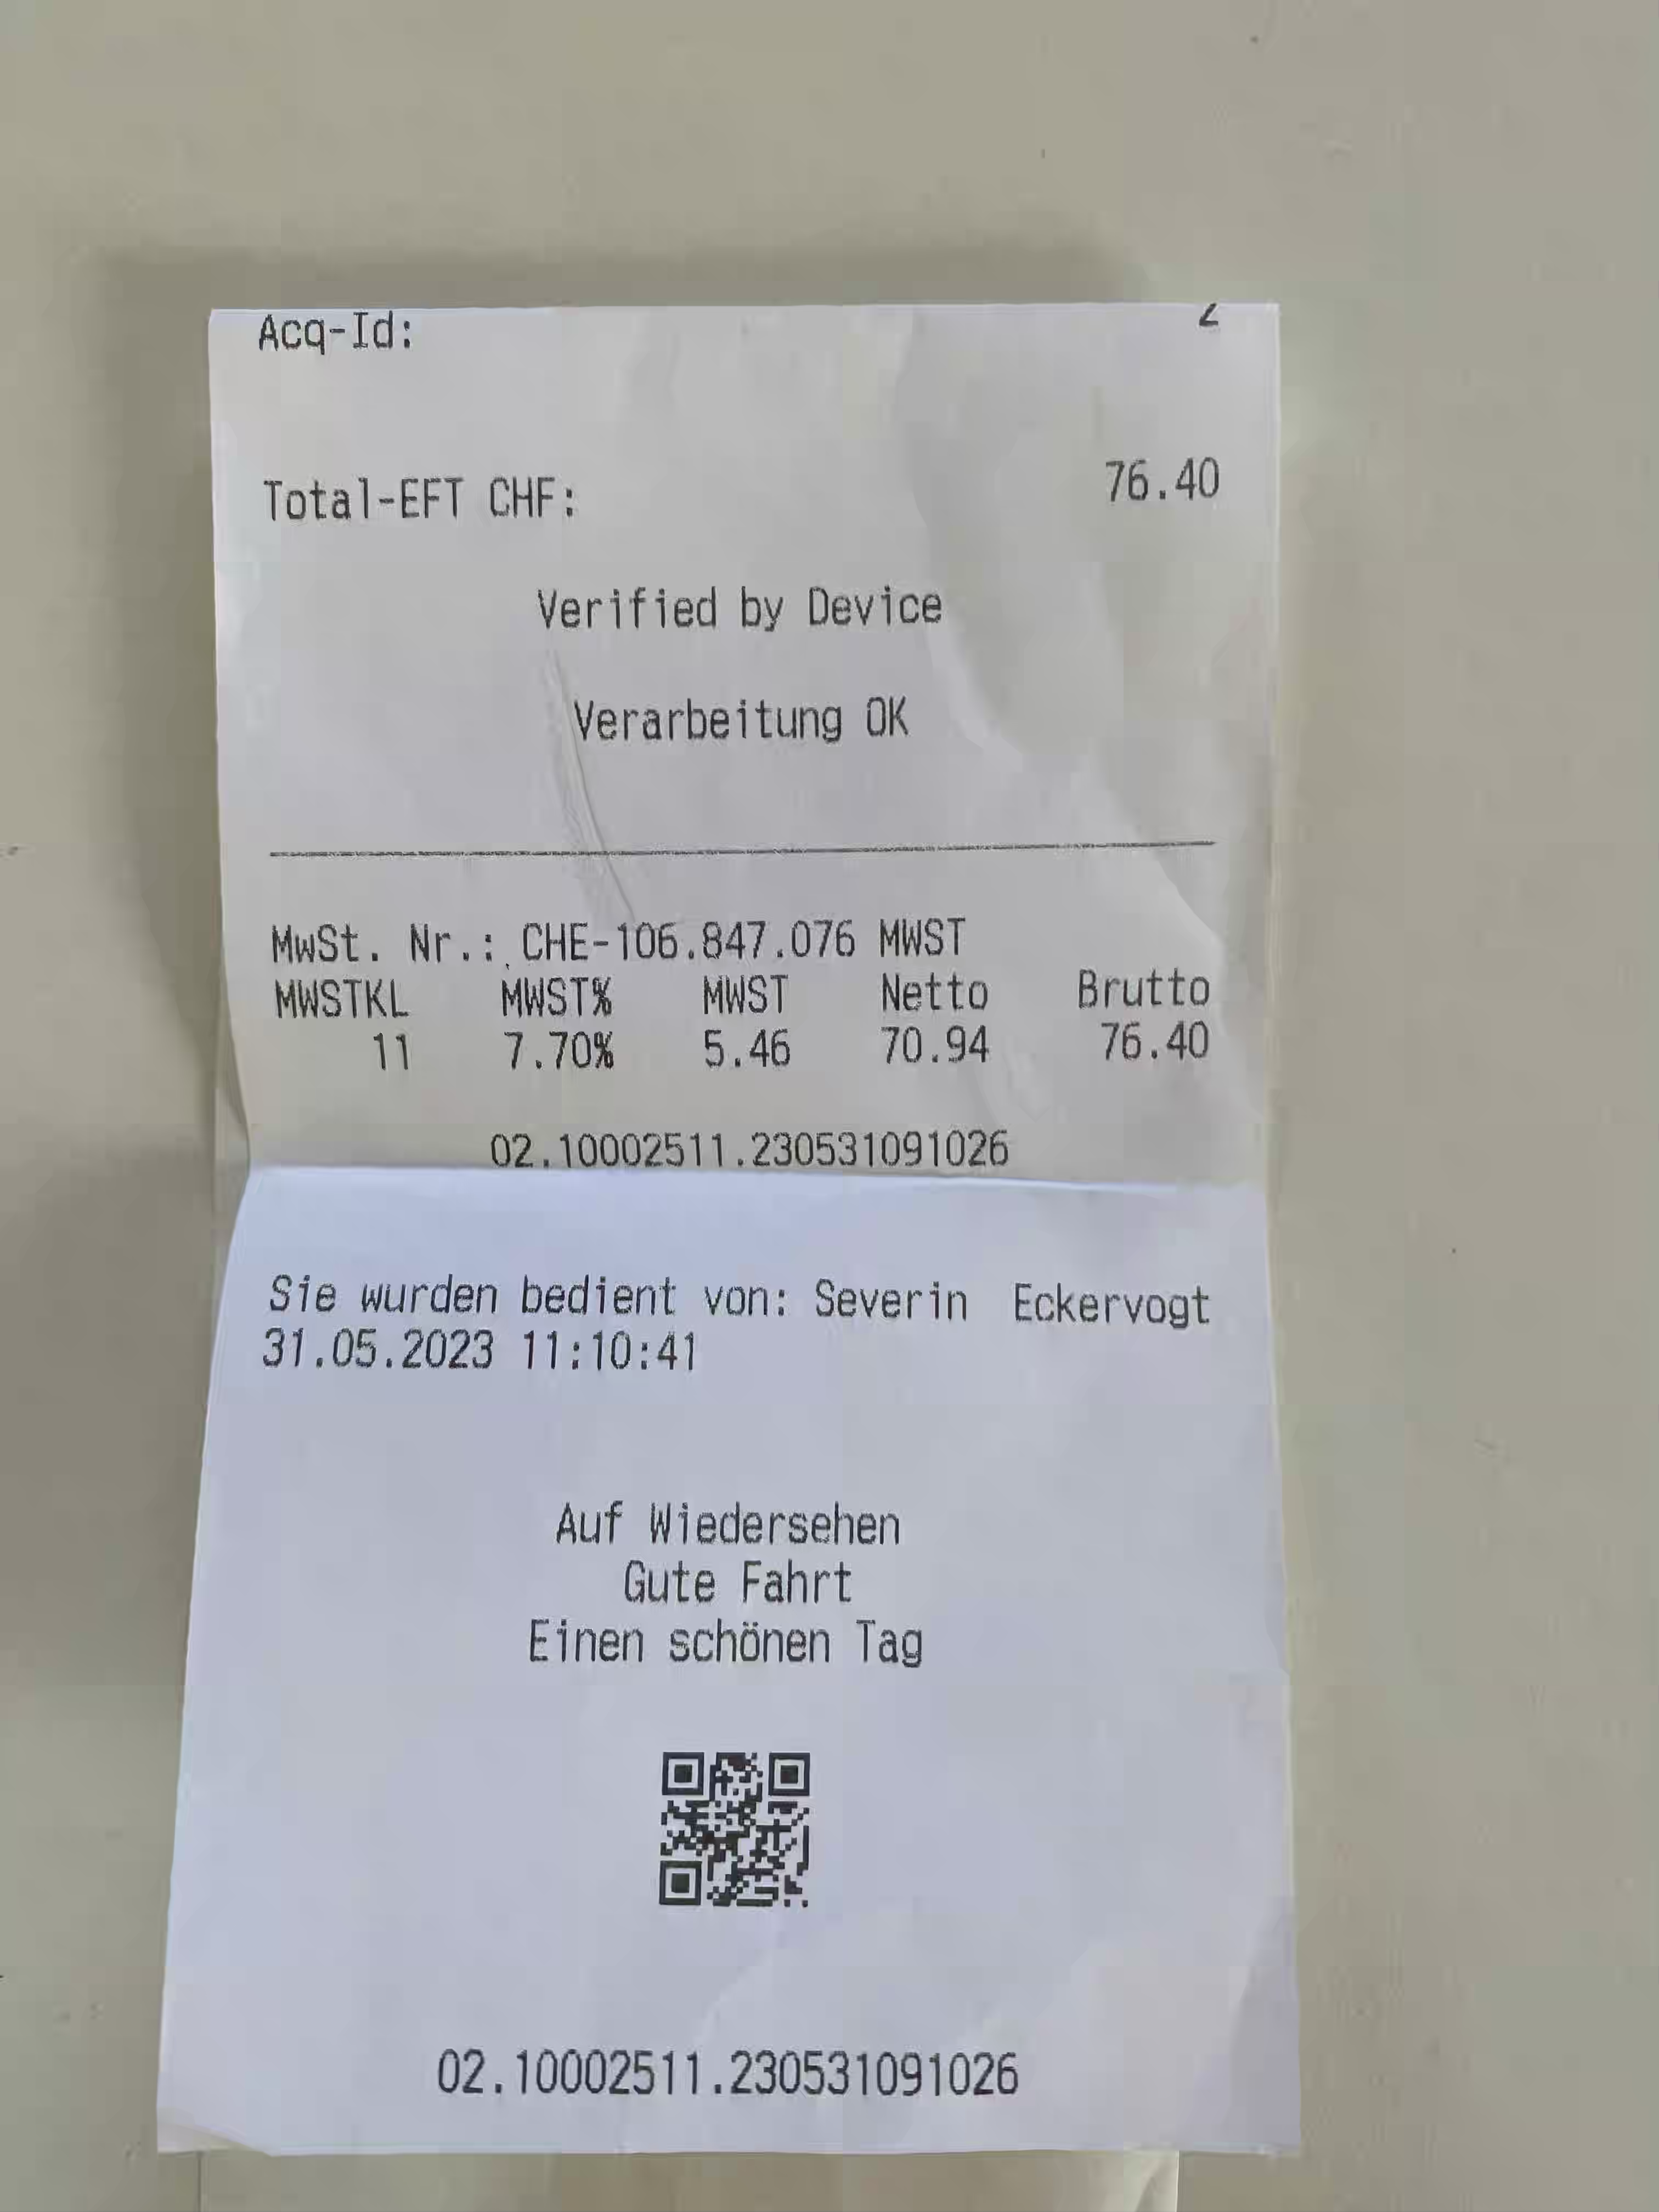 Acq-Id:
Total-EFT CHF: 76.40
Verified by Device
Verarbeitung OK
MwSt. Nr.: CHE-106.847.076 MWST
MWSTKL MWST% MWST Netto Brutto
11 7.70% 5.46 70.94 76.40
02.10002511.230531091026
Sie wurden bedient von: Severin Eckervogt
31.05.2023 11:10:41
Auf Wiedersehen
Gute Fahrt
Einen schönen Tag
02.10002511.230531091026